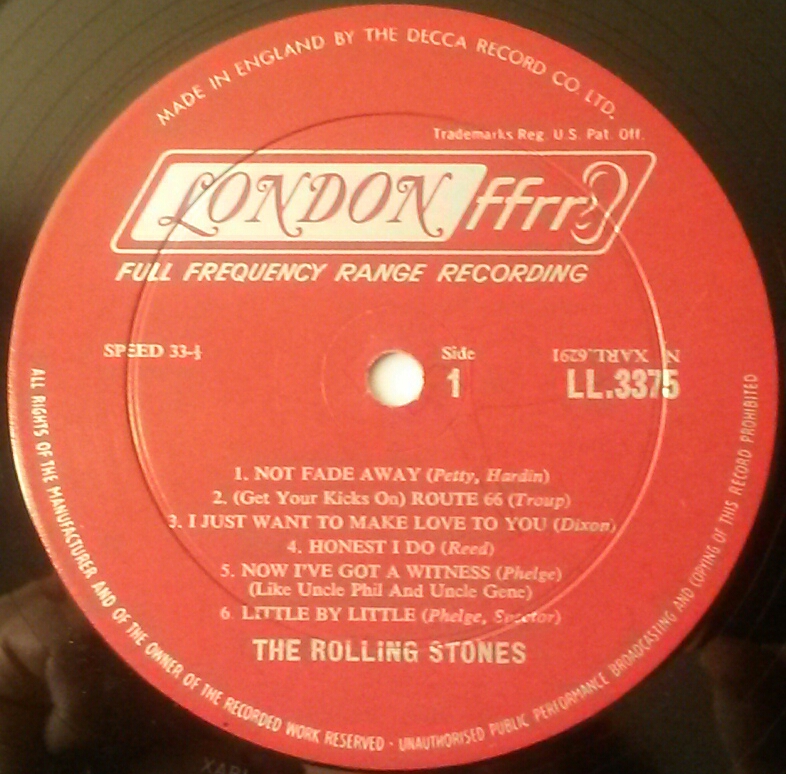 MADE IN ENGLAND BY THE DECCA RECORD CO. LTD.
Trademarks Reg. U.S. Pat. Off.
LONDON ffrr
FULL FREQUENCY RANGE RECORDING
SPEED 33-⅓
Side
1
N XARL.6291
LL.3375
1. NOT FADE AWAY (Petty, Hardin)
2. (Get Your Kicks On) ROUTE 66 (Troup)
3. I JUST WANT TO MAKE LOVE TO YOU (Dixon)
4. HONEST I DO (Reed)
5. NOW I'VE GOT A WITNESS (Phelge)
(Like Uncle Phil And Uncle Gene)
6. LITTLE BY LITTLE (Phelge, Spector)
THE ROLLING STONES
ALL RIGHTS OF THE MANUFACTURER AND OF THE OWNER OF THE RECORDED WORK RESERVED · UNAUTHORISED PUBLIC PERFORMANCE BROADCASTING AND COPYING OF THIS RECORD PROHIBITED